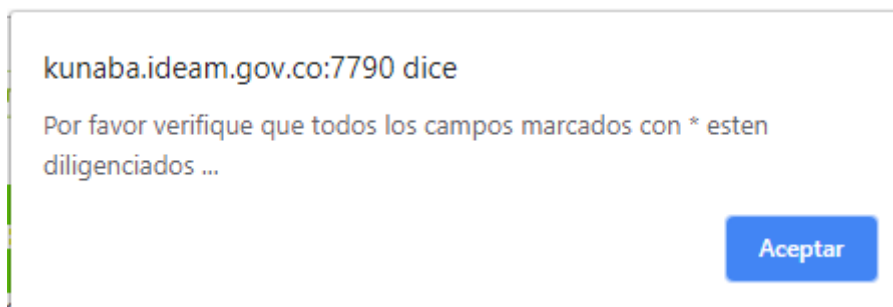 kunaba.ideam.gov.co:7790 dice
Por favor verifique que todos los campos marcados con * esten
diligenciados ...
Aceptar